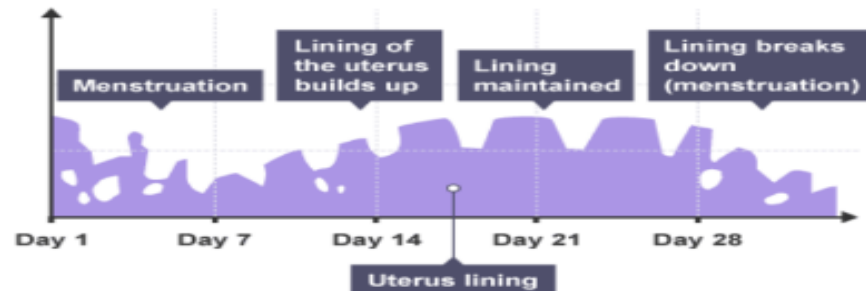 Menstruation
Lining of
the uterus
builds up
Lining
maintained
Lining breaks
down
(menstruation)
Day 1
Day 7
Day 14
Day 21
Day 28
Uterus lining